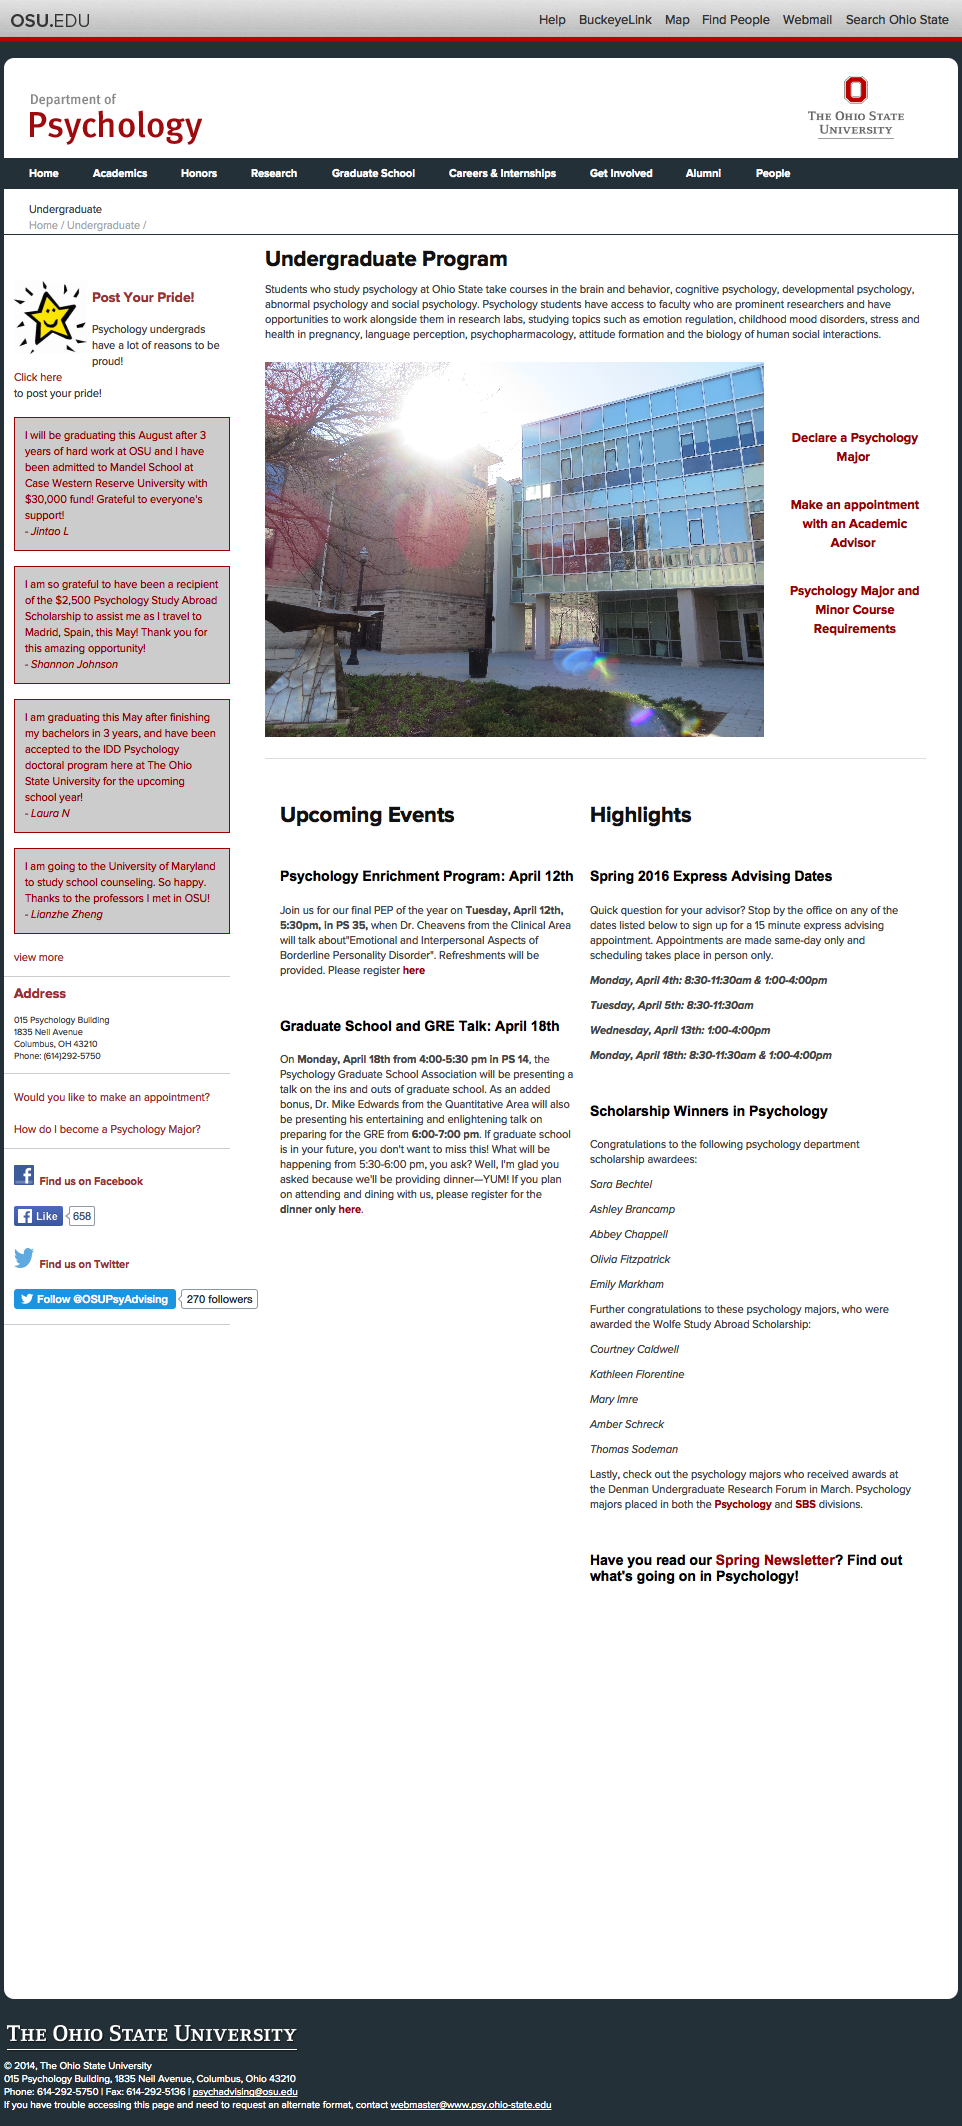 OSU.EDU
Help BuckeyeLink Map Find People Webmail Search Ohio State
Department of
Psychology
THE OHIO STATE
UNIVERSITY
Home Academics Honors Research Graduate School Careers & Internships Get Involved Alumni People
Undergraduate
Home / Undergraduate /
Post Your Pride!
Psychology undergrads
have a lot of reasons to be
proud!
Click here
to post your pride!
I will be graduating this August after 3
years of hard work at OSU and I have
been admitted to Mandel School at
Case Western Reserve University with
$30,000 fund! Grateful to everyone's
support!
- Jintao L
I am so grateful to have been a recipient
of the $2,500 Psychology Study Abroad
Scholarship to assist me as I travel to
Madrid, Spain, this May! Thank you for
this amazing opportunity!
- Shannon Johnson
I am graduating this May after finishing
my bachelors in 3 years, and have been
accepted to the IDD Psychology
doctoral program here at The Ohio
State University for the upcoming
school year!
- Laura N
I am going to the University of Maryland
to study school counseling. So happy.
Thanks to the professors I met in OSU!
- Lianzhe Zheng
view more
Address
015 Psychology Building
1835 Neil Avenue
Columbus, OH 43210
Phone: (614)292-5750
Would you like to make an appointment?
How do I become a Psychology Major?
Find us on Facebook
Like 658
Find us on Twitter
Follow @OSUPsyAdvising 270 followers
Undergraduate Program
Students who study psychology at Ohio State take courses in the brain and behavior, cognitive psychology, developmental psychology,
abnormal psychology and social psychology. Psychology students have access to faculty who are prominent researchers and have
opportunities to work alongside them in research labs, studying topics such as emotion regulation, childhood mood disorders, stress and
health in pregnancy, language perception, psychopharmacology, attitude formation and the biology of human social interactions.
Declare a Psychology
Major
Make an appointment
with an Academic
Advisor
Psychology Major and
Minor Course
Requirements
Upcoming Events
Psychology Enrichment Program: April 12th
Join us for our final PEP of the year on Tuesday, April 12th,
5:30pm, in PS 35, when Dr. Cheavens from the Clinical Area
will talk about"Emotional and Interpersonal Aspects of
Borderline Personality Disorder". Refreshments will be
provided. Please register here
Graduate School and GRE Talk: April 18th
On Monday, April 18th from 4:00-5:30 pm in PS 14, the
Psychology Graduate School Association will be presenting a
talk on the ins and outs of graduate school. As an added
bonus, Dr. Mike Edwards from the Quantitative Area will also
be presenting his entertaining and enlightening talk on
preparing for the GRE from 6:00-7:00 pm. If graduate school
is in your future, you don't want to miss this! What will be
happening from 5:30-6:00 pm, you ask? Well, I'm glad you
asked because we'll be providing dinner—YUM! If you plan
on attending and dining with us, please register for the
dinner only here.
Highlights
Spring 2016 Express Advising Dates
Quick question for your advisor? Stop by the office on any of the
dates listed below to sign up for a 15 minute express advising
appointment. Appointments are made same-day only and
scheduling takes place in person only.
Monday, April 4th: 8:30-11:30am & 1:00-4:00pm
Tuesday, April 5th: 8:30-11:30am
Wednesday, April 13th: 1:00-4:00pm
Monday, April 18th: 8:30-11:30am & 1:00-4:00pm
Scholarship Winners in Psychology
Congratulations to the following psychology department
scholarship awardees:
Sara Bechtel
Ashley Brancamp
Abbey Chappell
Olivia Fitzpatrick
Emily Markham
Further congratulations to these psychology majors, who were
awarded the Wolfe Study Abroad Scholarship:
Courtney Caldwell
Kathleen Florentine
Mary Imre
Amber Schreck
Thomas Sodeman
Lastly, check out the psychology majors who received awards at
the Denman Undergraduate Research Forum in March. Psychology
majors placed in both the Psychology and SBS divisions.
Have you read our Spring Newsletter? Find out
what's going on in Psychology!
THE OHIO STATE UNIVERSITY
© 2014, The Ohio State University
015 Psychology Building, 1835 Neil Avenue, Columbus, Ohio 43210
Phone: 614-292-5750 | Fax: 614-292-5136 | psychadvising@osu.edu
If you have trouble accessing this page and need to request an alternate format, contact webmaster@www.psy.ohio-state.edu